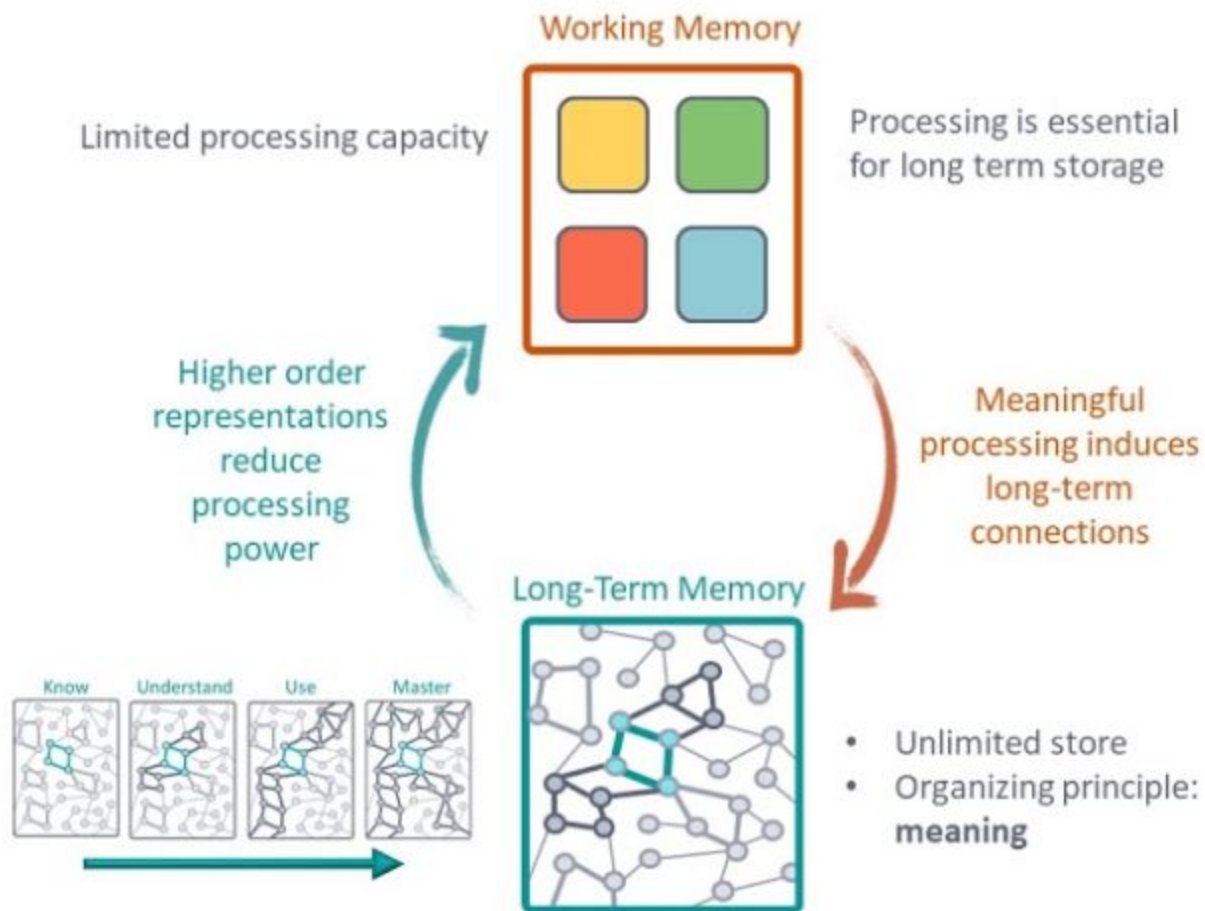 Working Memory
Limited processing capacity
Processing is essential
for long term storage
Higher order
representations
reduce
processing
power
Meaningful
processing induces
long-term
connections
Long-Term Memory
Know
Understand
Use
Master
• Unlimited store
• Organizing principle:
meaning